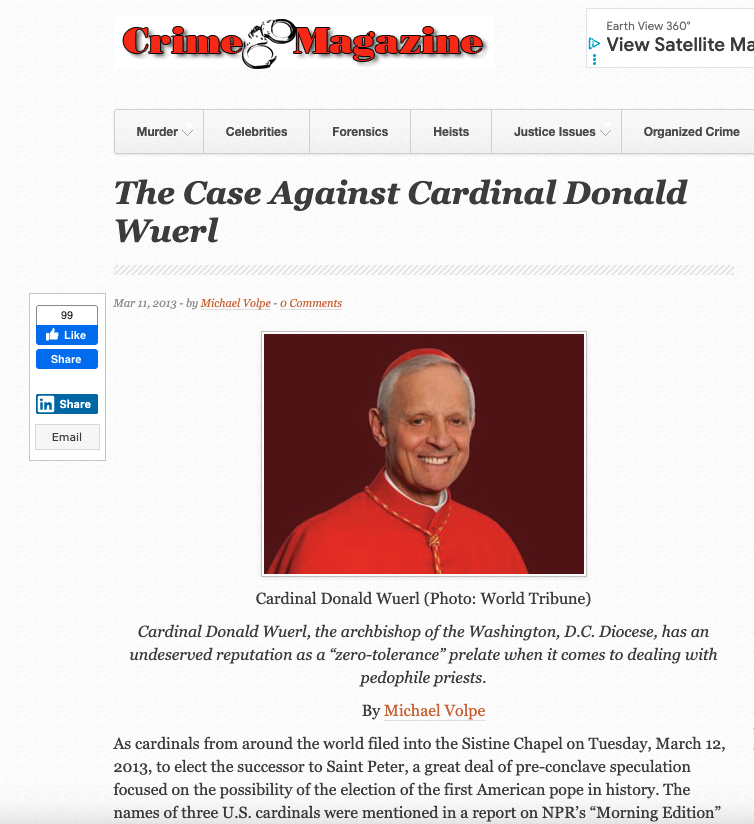 Crime Magazine
Earth View 360°
View Satellite Ma
Murder
Celebrities
Forensics
Heists
Justice Issues
Organized Crime
The Case Against Cardinal Donald
Wuerl
Mar 11, 2013 - by Michael Volpe - 0 Comments
99
Like
Share
in Share
Email
Cardinal Donald Wuerl (Photo: World Tribune)
Cardinal Donald Wuerl, the archbishop of the Washington, D.C. Diocese, has an
undeserved reputation as a “zero-tolerance” prelate when it comes to dealing with
pedophile priests.
By Michael Volpe
As cardinals from around the world filed into the Sistine Chapel on Tuesday, March 12,
2013, to elect the successor to Saint Peter, a great deal of pre-conclave speculation
focused on the possibility of the election of the first American pope in history. The
names of three U.S. cardinals were mentioned in a report on NPR’s “Morning Edition”